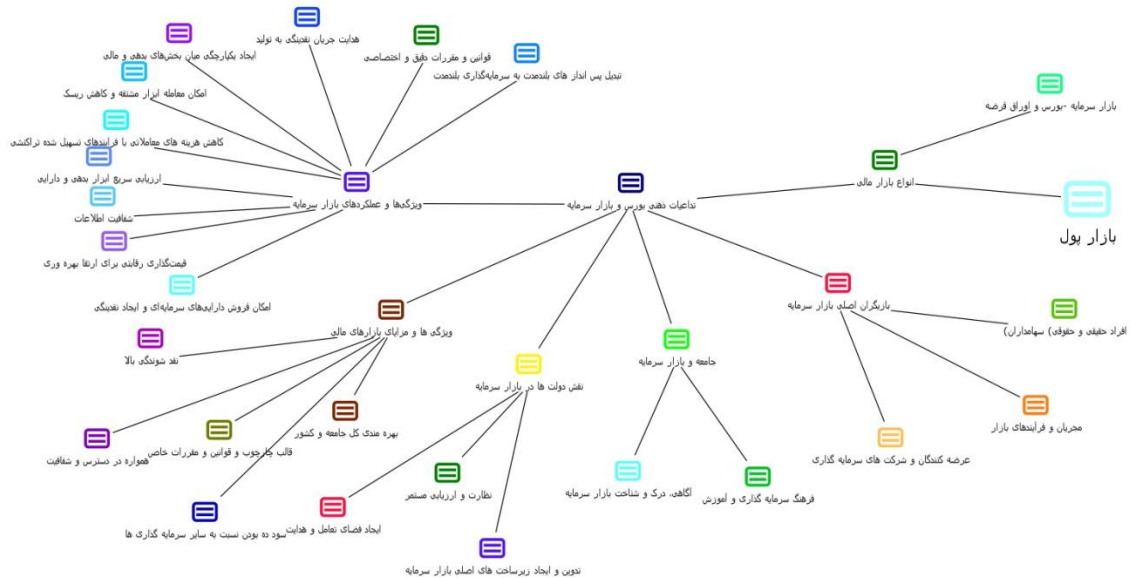 هدایت جریان نقدینگی به تولید
ایجاد یکپارچگی میان بخش‌های بدهی و مالی
قوانین و مقررات دقیق و اختصاصی
تبدیل پس انداز های بلندمدت به سرمایه‌گذاری بلندمدت
امکان معامله ابزار مشتقه و کاهش ریسک
بازار سرمایه -بورس و اوراق قرضه
کاهش هزینه های معاملاتی با فرایندهای تسهیل شده تراکنشی
ارزیابی سریع ابزار بدهی و دارایی
انواع بازار مالی
ویژگی‌ها و عملکردهای بازار سرمایه
تداعیات ذهنی بورس و بازار سرمایه
شفافیت اطلاعات
بازار پول
قیمت‌گذاری رقابتی برای ارتقا بهره وری
امکان فروش دارایی‌های سرمایه‌ای و ایجاد نقدینگی
بازیگران اصلی بازار سرمایه
ویژگی ها و مزایای بازارهای مالی
افراد حقیقی و حقوقی) سهامداران)
نقد شوندگی بالا
جامعه و بازار سرمایه
نقش دولت ها در بازار سرمایه
بهره مندی کل جامعه و کشور
مجریان و فرآیندهای بازار
قالب چارچوب و قوانین و مقررات خاص
همواره در دسترس و شفافیت
عرضه کنندگان و شرکت های سرمایه گذاری
نظارت و ارزیابی مستمر
آگاهی، درک و شناخت بازار سرمایه
فرهنگ سرمایه گذاری و آموزش
سود ده بودن نسبت به سایر سرمایه گذاری ها
ایجاد فضای تعامل و هدایت
تدوین و ایجاد زیرساخت های اصلی بازار سرمایه